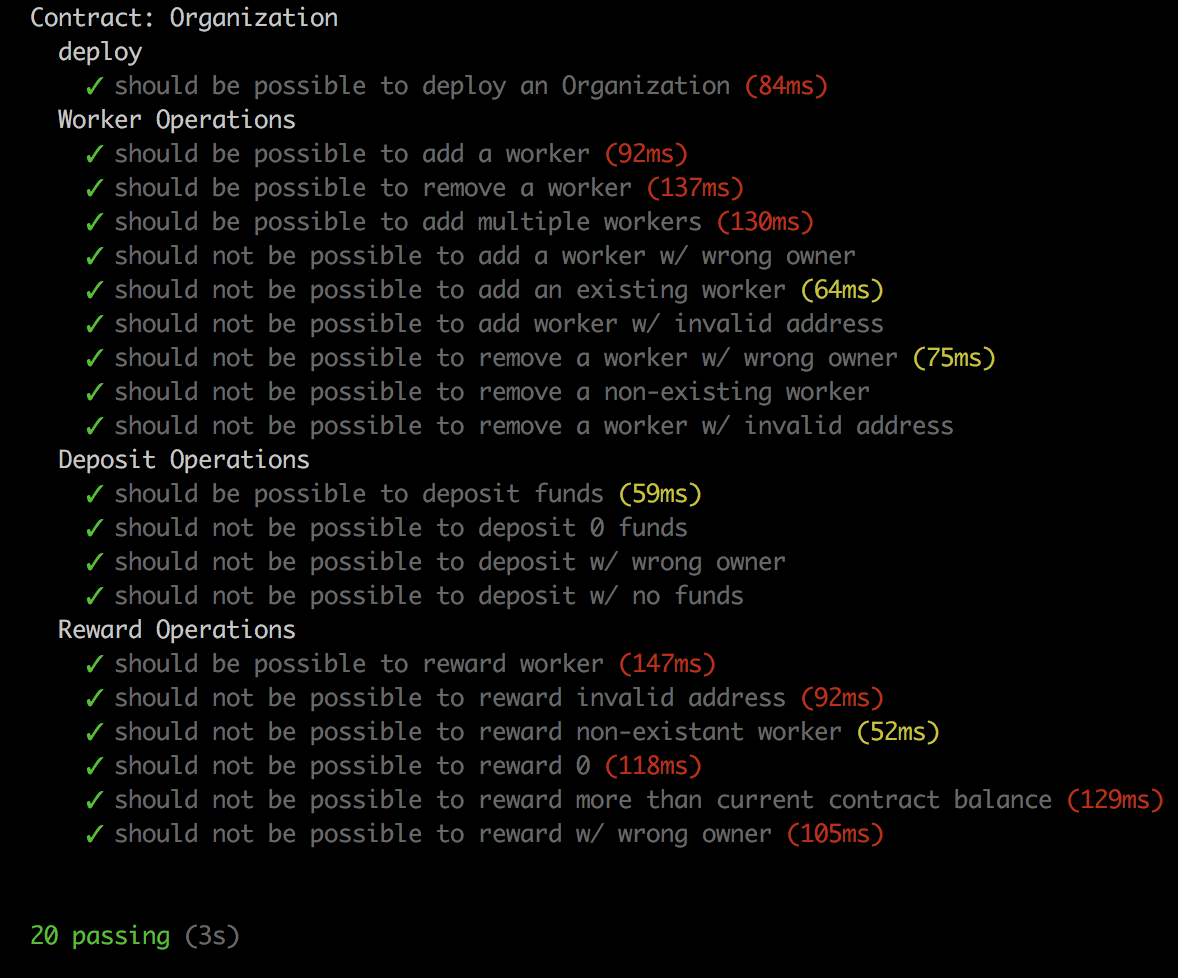 Contract: Organization
deploy
✓ should be possible to deploy an Organization (84ms)
Worker Operations
✓ should be possible to add a worker (92ms)
✓ should be possible to remove a worker (137ms)
✓ should be possible to add multiple workers (130ms)
✓ should not be possible to add a worker w/ wrong owner
✓ should not be possible to add an existing worker (64ms)
✓ should not be possible to add worker w/ invalid address
✓ should not be possible to remove a worker w/ wrong owner (75ms)
✓ should not be possible to remove a non-existing worker
✓ should not be possible to remove a worker w/ invalid address
Deposit Operations
✓ should be possible to deposit funds (59ms)
✓ should not be possible to deposit 0 funds
✓ should not be possible to deposit w/ wrong owner
✓ should not be possible to deposit w/ no funds
Reward Operations
✓ should be possible to reward worker (147ms)
✓ should not be possible to reward invalid address (92ms)
✓ should not be possible to reward non-existant worker (52ms)
✓ should not be possible to reward 0 (118ms)
✓ should not be possible to reward more than current contract balance (129ms)
✓ should not be possible to reward w/ wrong owner (105ms)
20 passing (3s)